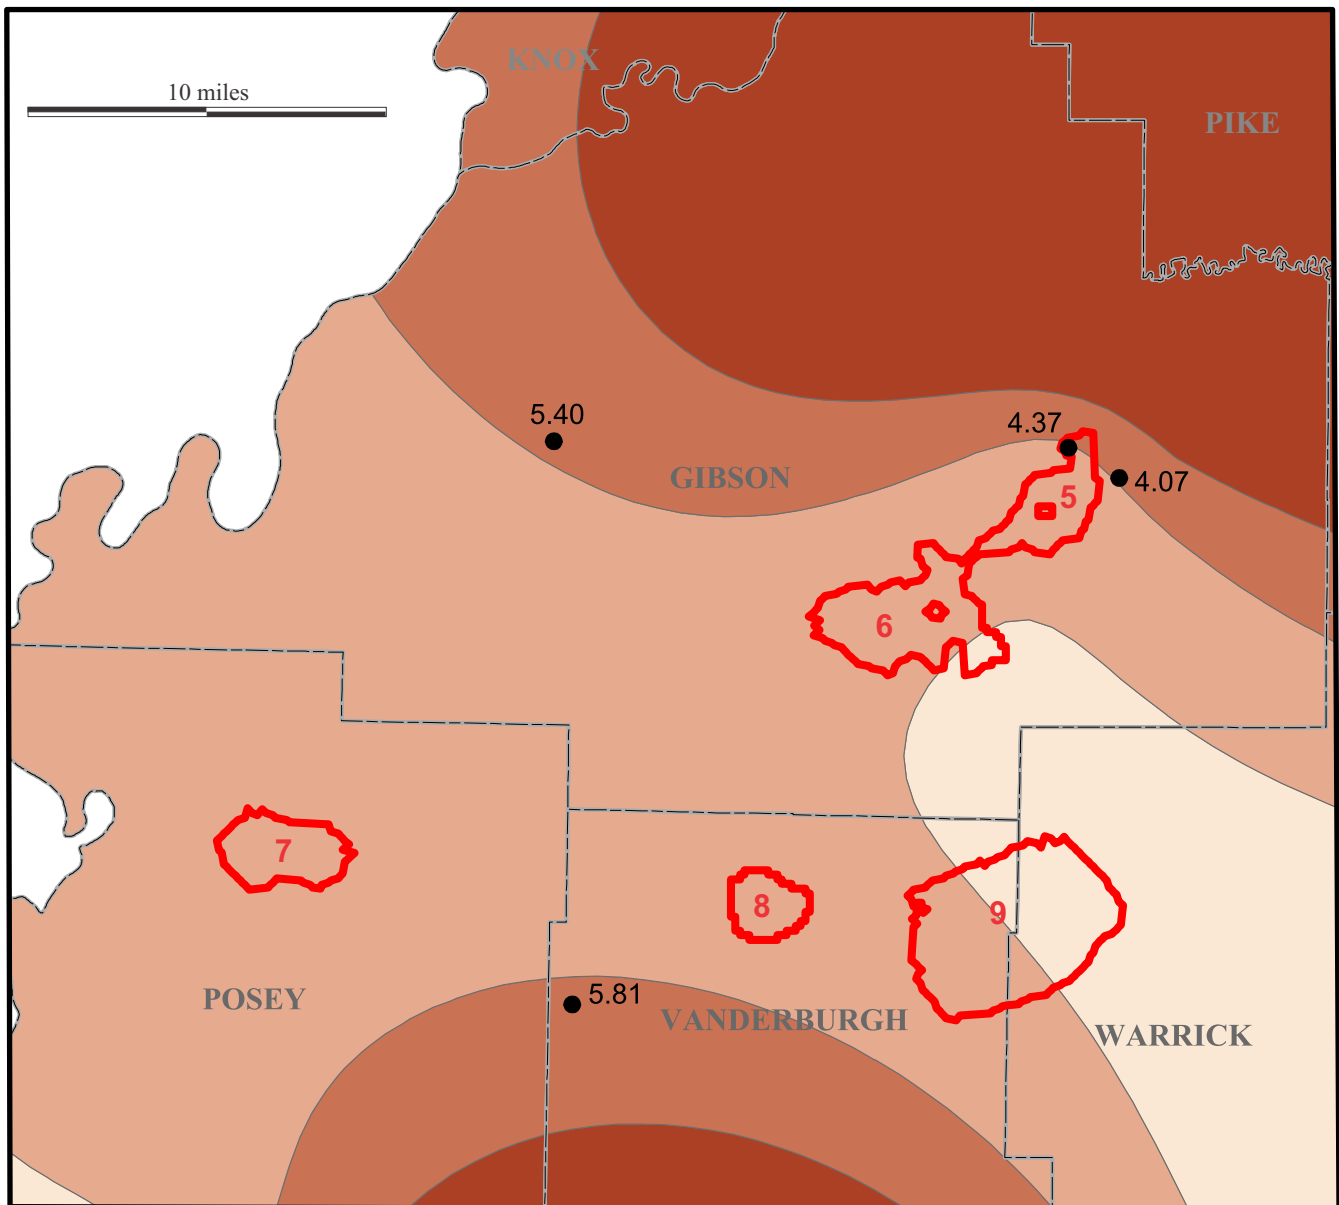 KNOX
10 miles
PIKE
5.40
4.37
GIBSON
4.07
5
6
7
8
9
5.81
POSEY
VANDERBURGH
WARRICK